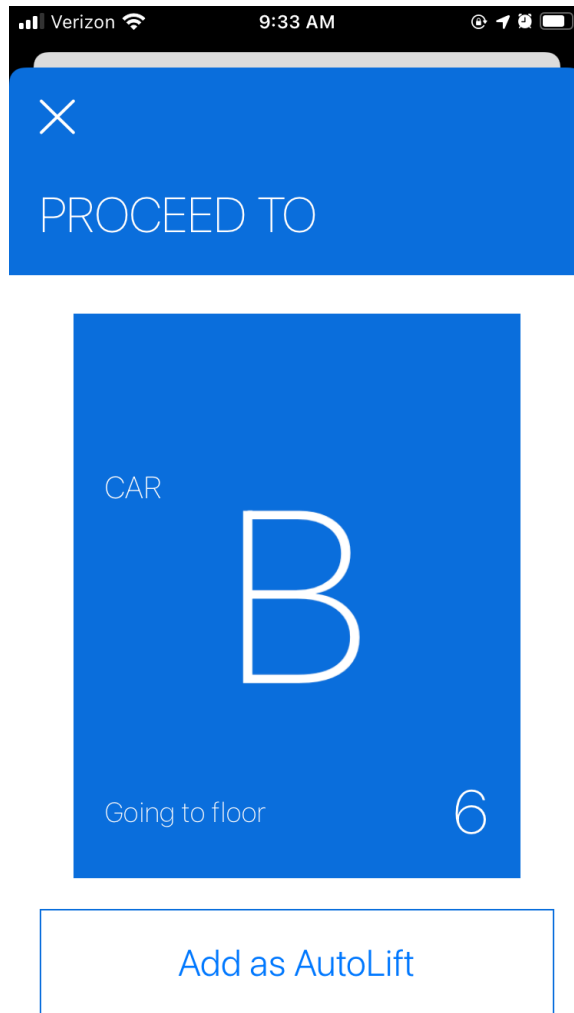 Verizon 9:33 AM
PROCEED TO
CAR
B
Going to floor 6
Add as AutoLift